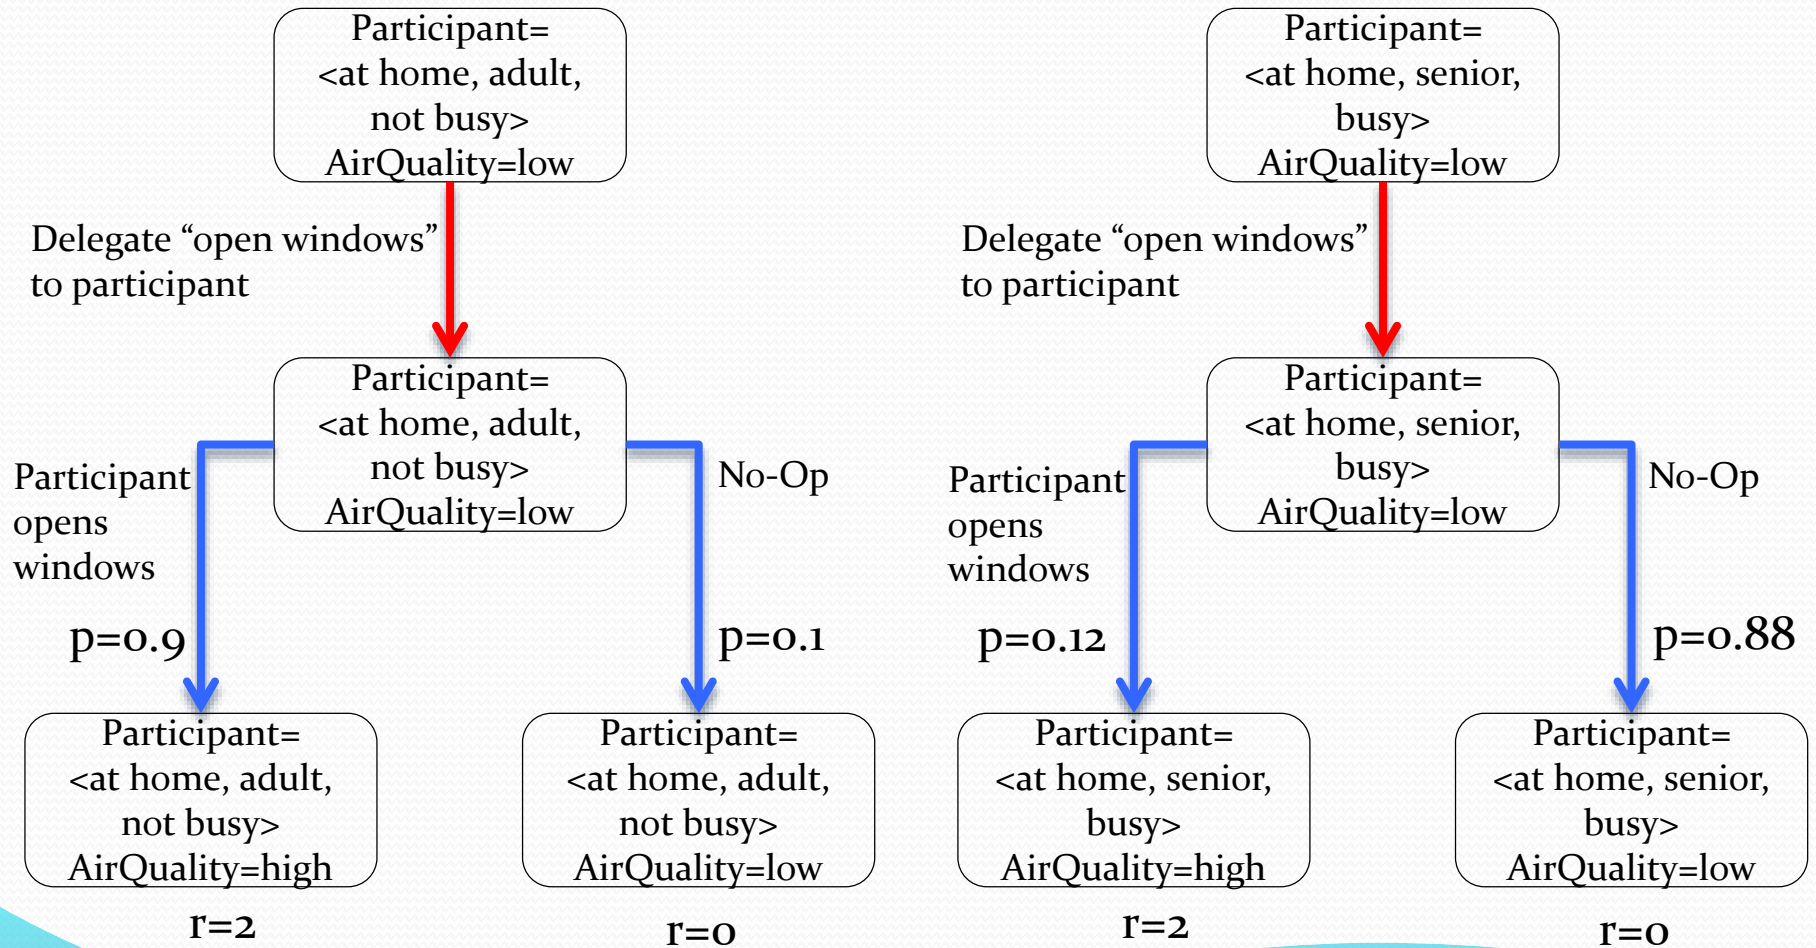 Participant=
<at home, adult,
not busy>
AirQuality=low
Delegate “open windows”
to participant
Participant=
<at home, adult,
not busy>
AirQuality=low
Participant
opens
windows
No-Op
p=0.9
p=0.1
Participant=
<at home, adult,
not busy>
AirQuality=high
r=2
Participant=
<at home, adult,
not busy>
AirQuality=low
r=0
Participant=
<at home, senior,
busy>
AirQuality=low
Delegate “open windows”
to participant
Participant=
<at home, senior,
busy>
AirQuality=low
Participant
opens
windows
No-Op
p=0.12
p=0.88
Participant=
<at home, senior,
busy>
AirQuality=high
r=2
Participant=
<at home, senior,
busy>
AirQuality=low
r=0